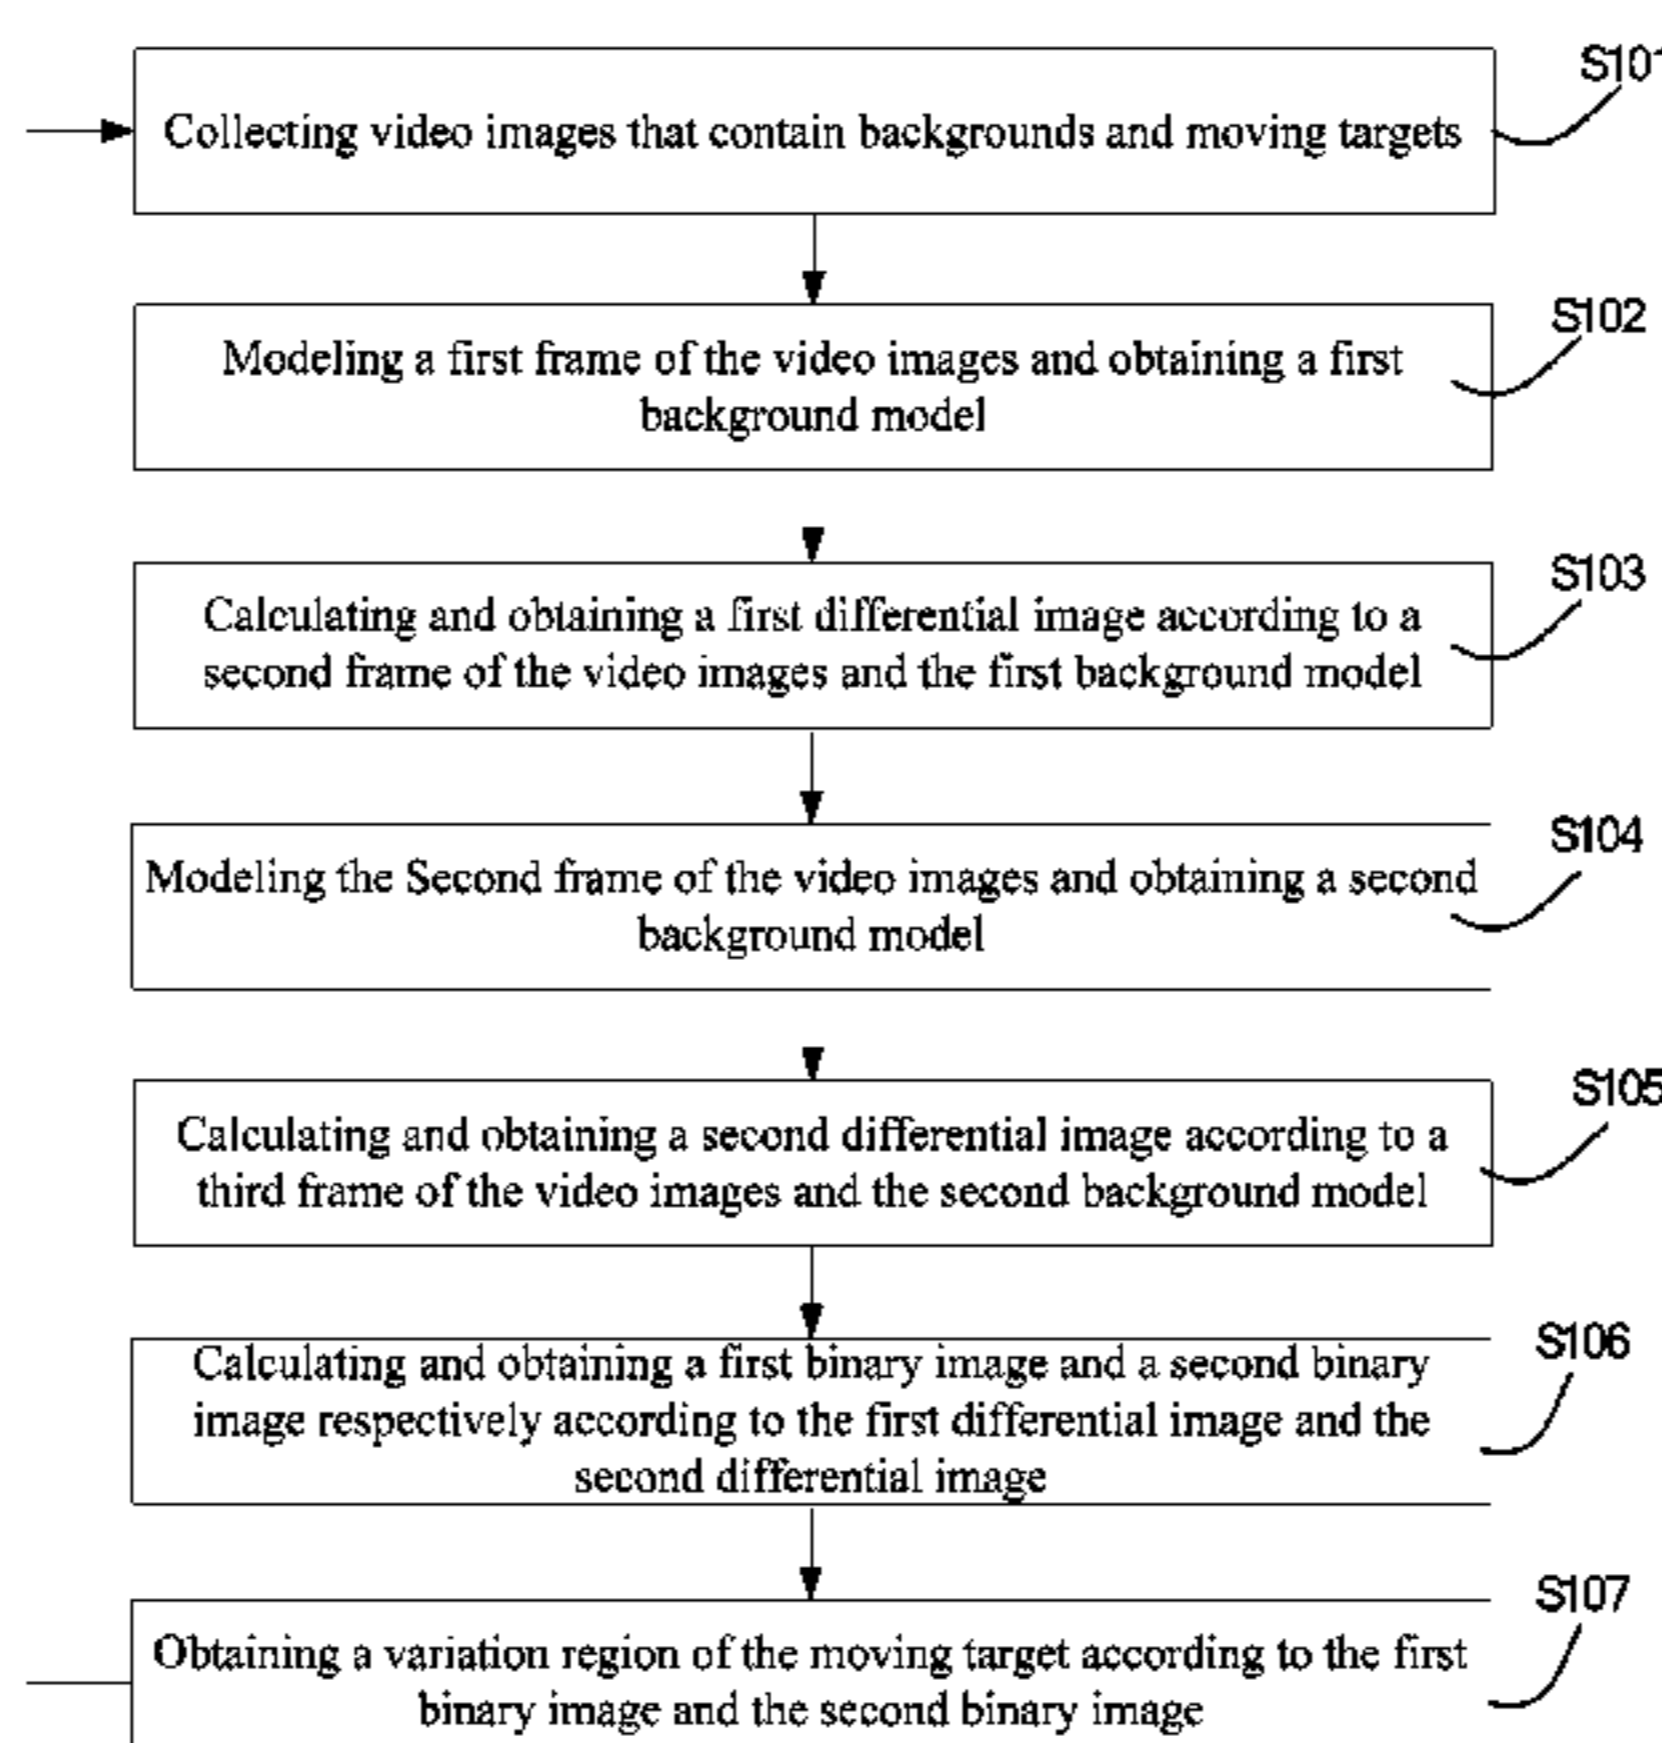 S101
Collecting video images that contain backgrounds and moving targets
S102
Modeling a first frame of the video images and obtaining a first
background model
S103
Calculating and obtaining a first differential image according to a
second frame of the video images and the first background model
S104
Modeling the Second frame of the video images and obtaining a second
background model
S105
Calculating and obtaining a second differential image according to a
third frame of the video images and the second background model
S106
Calculating and obtaining a first binary image and a second binary
image respectively according to the first differential image and the
second differential image
S107
Obtaining a variation region of the moving target according to the first
binary image and the second binary image